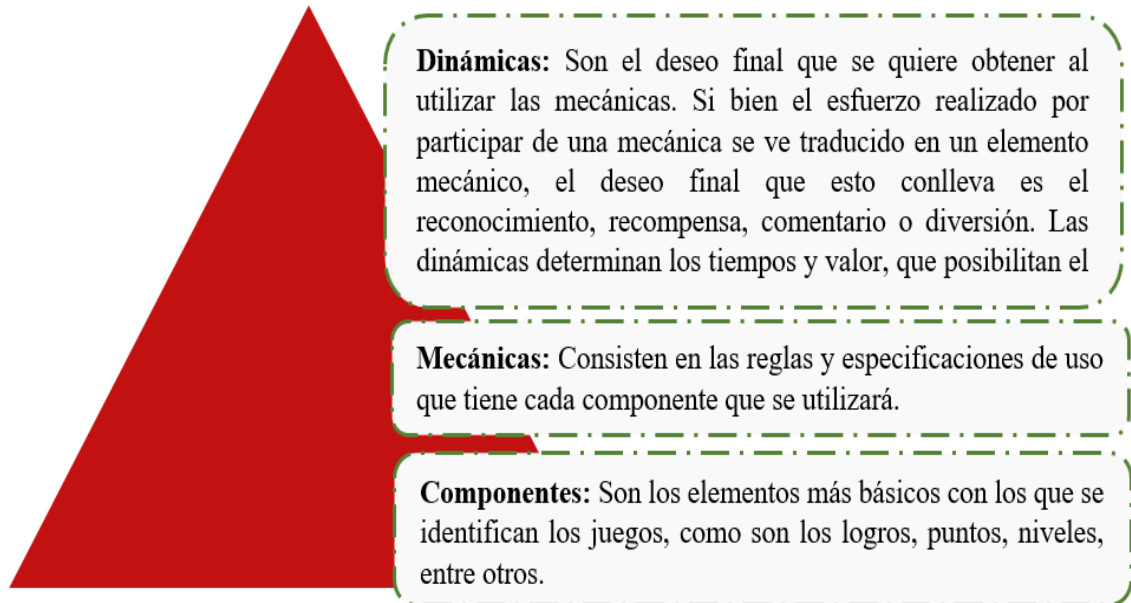 Dinámicas: Son el deseo final que se quiere obtener al
utilizar las mecánicas. Si bien el esfuerzo realizado por
participar de una mecánica se ve traducido en un elemento
mecánico, el deseo final que esto conlleva es el
reconocimiento, recompensa, comentario o diversión. Las
dinámicas determinan los tiempos y valor, que posibilitan el
Mecánicas: Consisten en las reglas y especificaciones de uso
que tiene cada componente que se utilizará.
Componentes: Son los elementos más básicos con los que se
identifican los juegos, como son los logros, puntos, niveles,
entre otros.